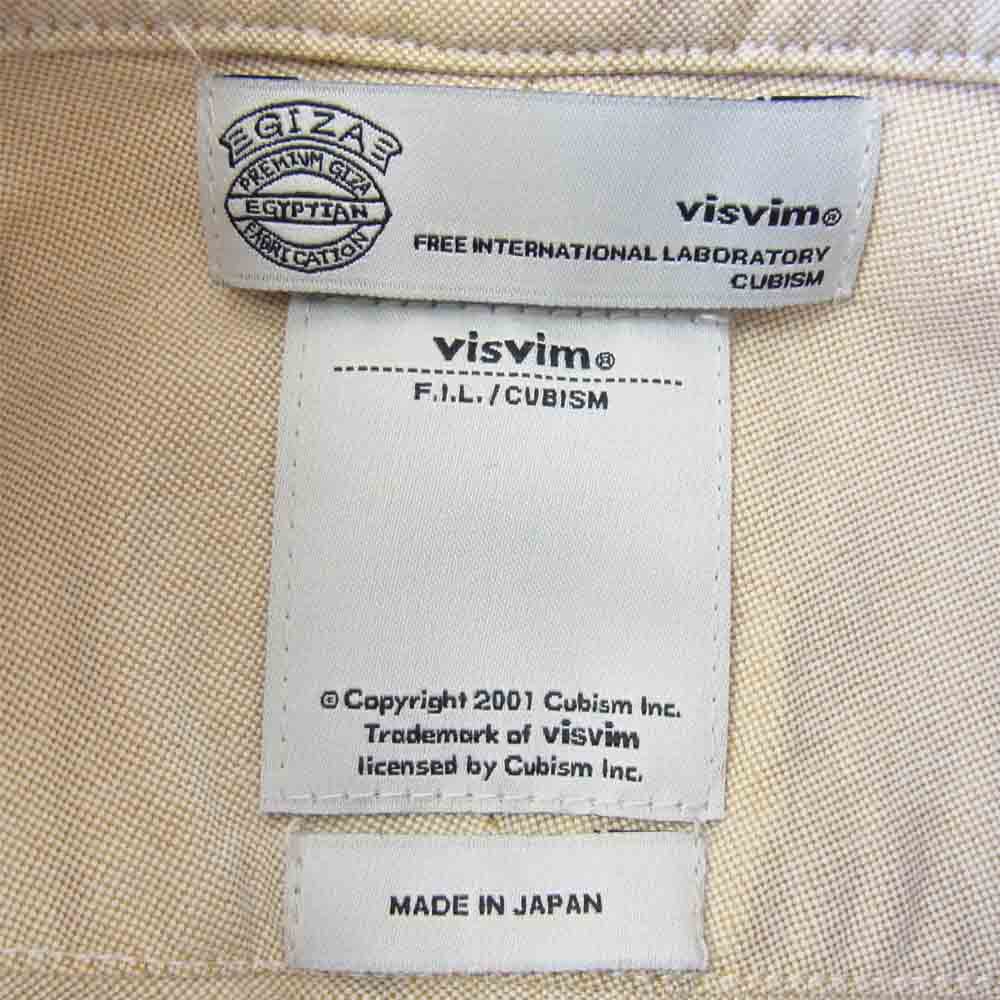 GIZA
PREMIUM GIZA
EGYPTIAN
FABRICATION
visvim®
FREE INTERNATIONAL LABORATORY
CUBISM
visvim®
F.I.L. / CUBISM
© Copyright 2001 Cubism Inc.
Trademark of visvim
licensed by Cubism Inc.
MADE IN JAPAN